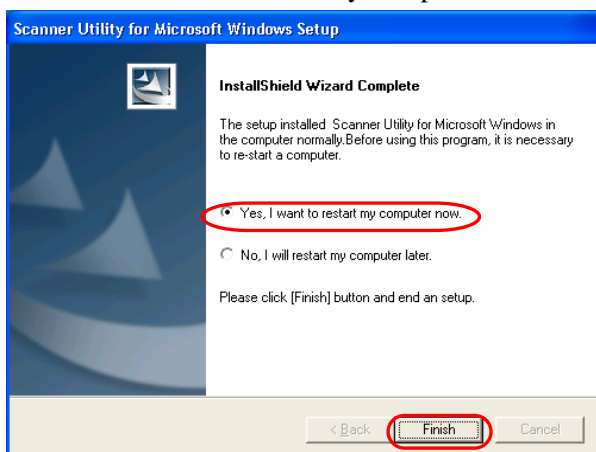 Scanner Utility for Microsoft Windows Setup
InstallShield Wizard Complete
The setup installed Scanner Utility for Microsoft Windows in
the computer normally.Before using this program, it is necessary
to re-start a computer.
Yes, I want to restart my computer now.
No, I will restart my computer later.
Please click [Finish] button and end an setup.
< Back
Finish
Cancel